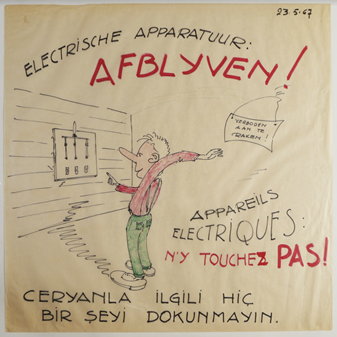 23.5.67
ELECTRISCHE APPARATUUR:
AFBLYVEN!
VERBODEN
AAN TE
RAKEN!
APPAREILS
ELECTRIQUES:
N'Y TOUCHEZ PAS!
CERYANLA İLGİLİ HİÇ
BİR ŞEYİ DOKUNMAYIN.